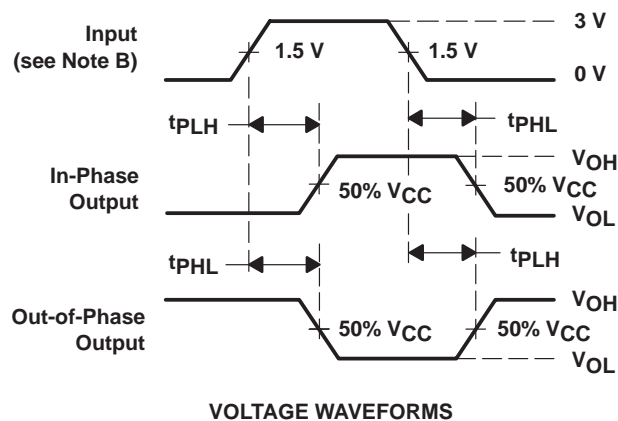 Input
(see Note B)
1.5 V
1.5 V
3 V
0 V
tPLH
tPHL
In-Phase
Output
50% VCC
VOH
50% VCC
VOL
tPHL
tPLH
Out-of-Phase
Output
50% VCC
VOH
50% VCC
VOL
VOLTAGE WAVEFORMS